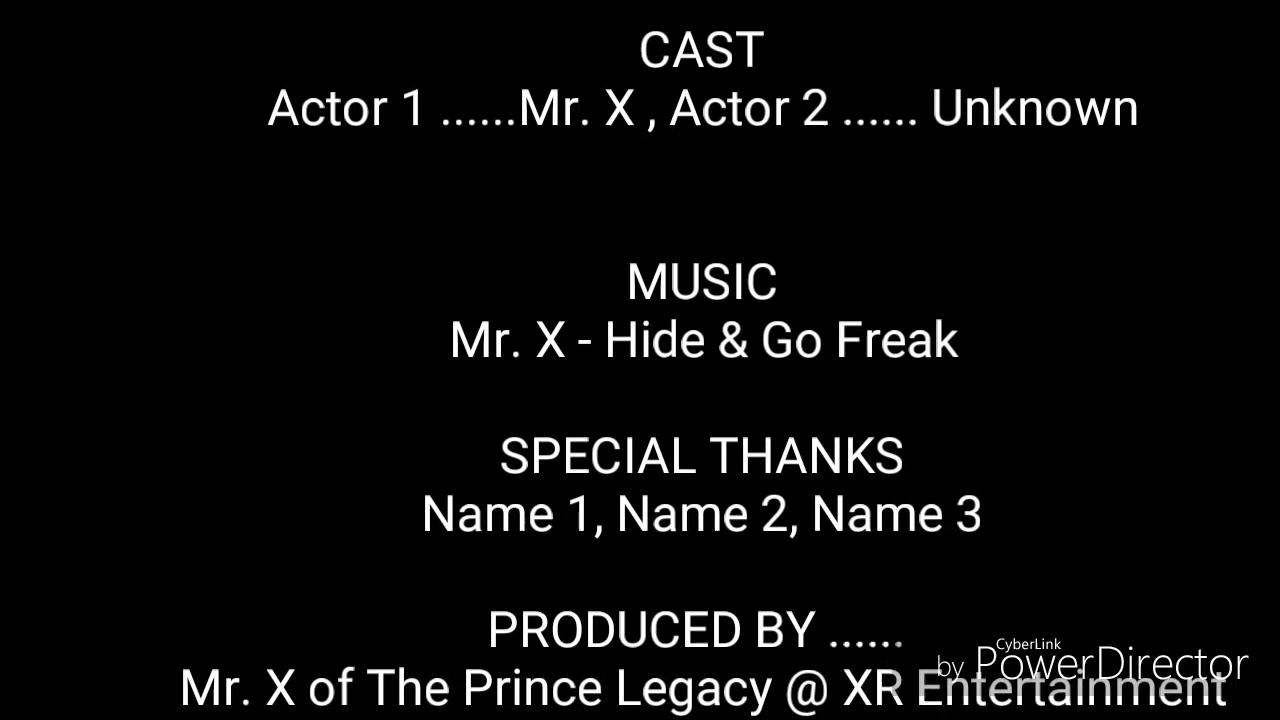 CAST
Actor 1 ......Mr. X , Actor 2 ...... Unknown
MUSIC
Mr. X - Hide & Go Freak
SPECIAL THANKS
Name 1, Name 2, Name 3
PRODUCED BY ......
Mr. X of The Prince Legacy @ XR Entertainment
CyberLink
by PowerDirector